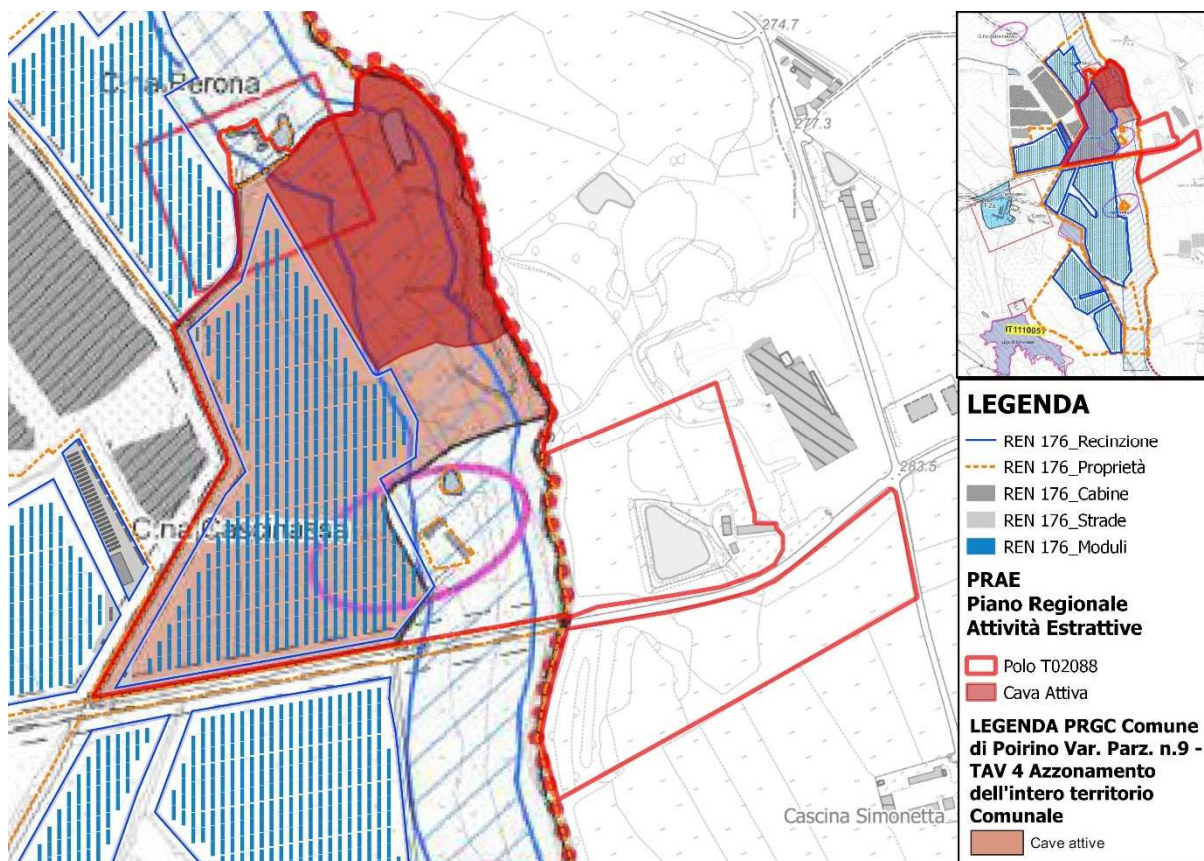 274.7
C.na Perona
277.3
283.5
C.na Cascinassa
Cascina Simonetta
IT1110051
LEGENDA
REN 176_Recinzione
REN 176_Proprietà
REN 176_Cabine
REN 176_Strade
REN 176_Moduli
PRAE
Piano Regionale
Attività Estrattive
Polo T02088
Cava Attiva
LEGENDA PRGC Comune
di Poirino Var. Parz. n.9 -
TAV 4 Azzonamento
dell'intero territorio
Comunale
Cave attive